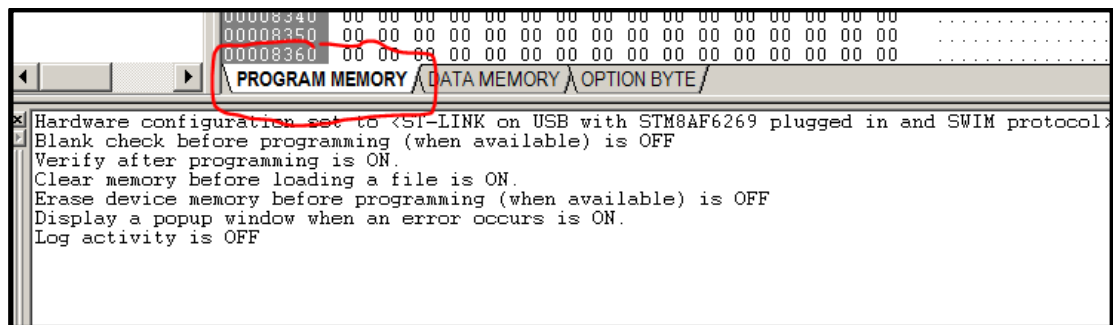 00008340 00 00 00 00 00 00 00 00 00 00 00 00 00 00 00 00 ................
00008350 00 00 00 00 00 00 00 00 00 00 00 00 00 00 00 00 ................
00008360 00 00 00 00 00 00 00 00 00 00 00 00 00 00 00 00 ................
PROGRAM MEMORY DATA MEMORY OPTION BYTE
Hardware configuration set to <ST-LINK on USB with STM8AF6269 plugged in and SWIM protocol>
Blank check before programming (when available) is OFF
Verify after programming is ON.
Clear memory before loading a file is ON.
Erase device memory before programming (when available) is OFF
Display a popup window when an error occurs is ON.
Log activity is OFF